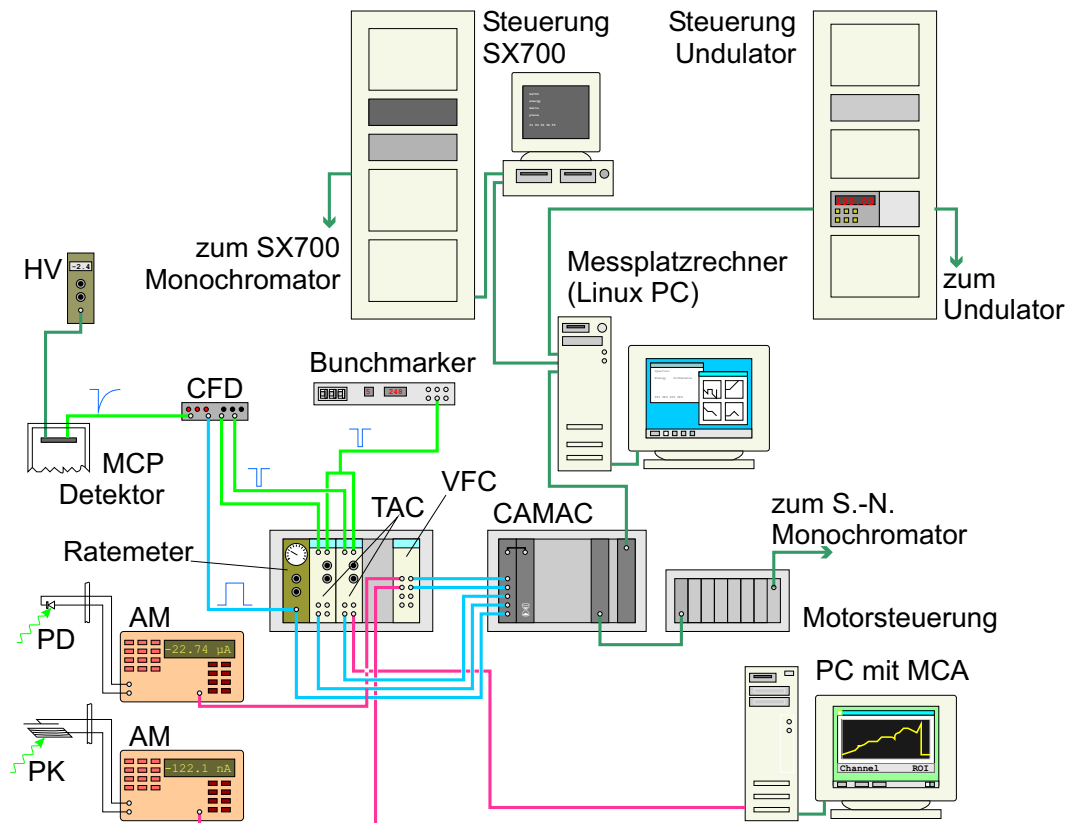 Steuerung
SX700
Steuerung
Undulator
zum SX700
Monochromator
HV
-2.4
Messplatzrechner
(Linux PC)
zum
Undulator
Bunchmarker
CFD
248
MCP
Detektor
VFC
TAC
CAMAC
zum S.-N.
Monochromator
Ratemeter
Motorsteuerung
PD
AM
-22.74 µA
PC mit MCA
PK
AM
-122.1 nA
Channel ROI